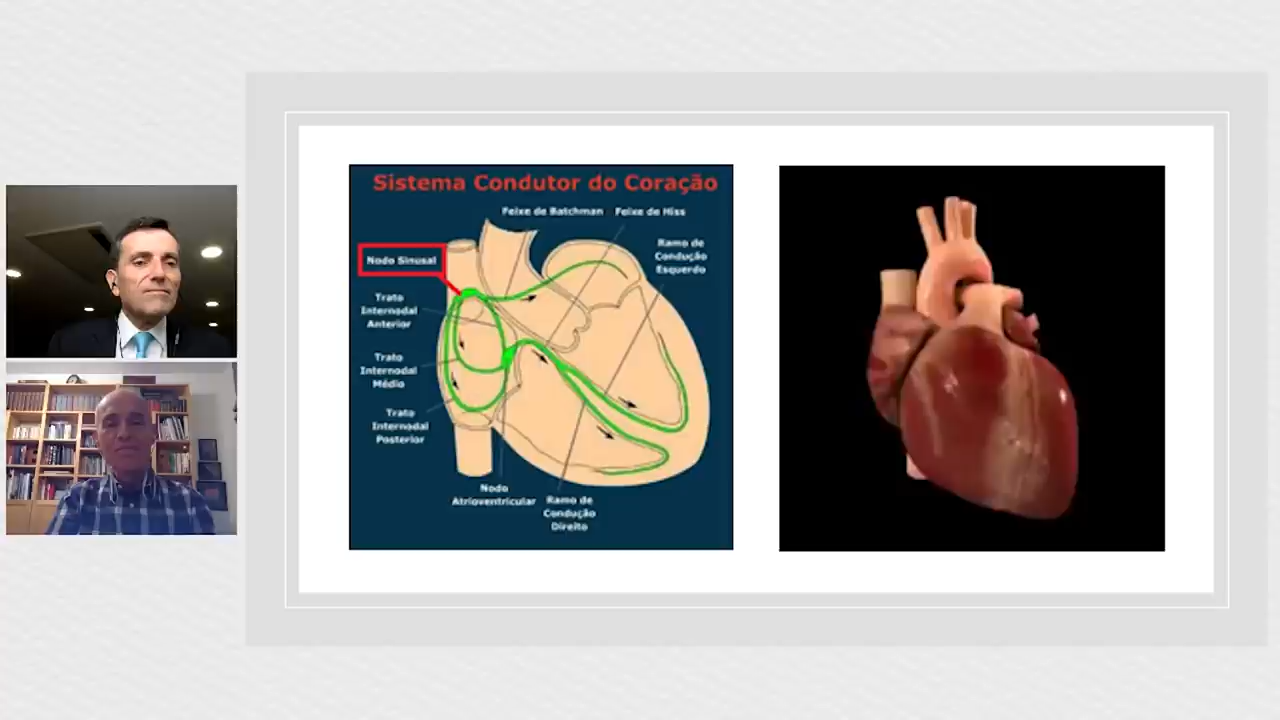 Sistema Condutor do Coração
Feixe de Batchman
Feixe de Hiss
Ramo de
Condução
Esquerdo
Nodo Sinusal
Trato
Internodal
Anterior
Trato
Internodal
Médio
Trato
Internodal
Posterior
Nodo
Atrioventricular
Ramo de
Condução
Direito